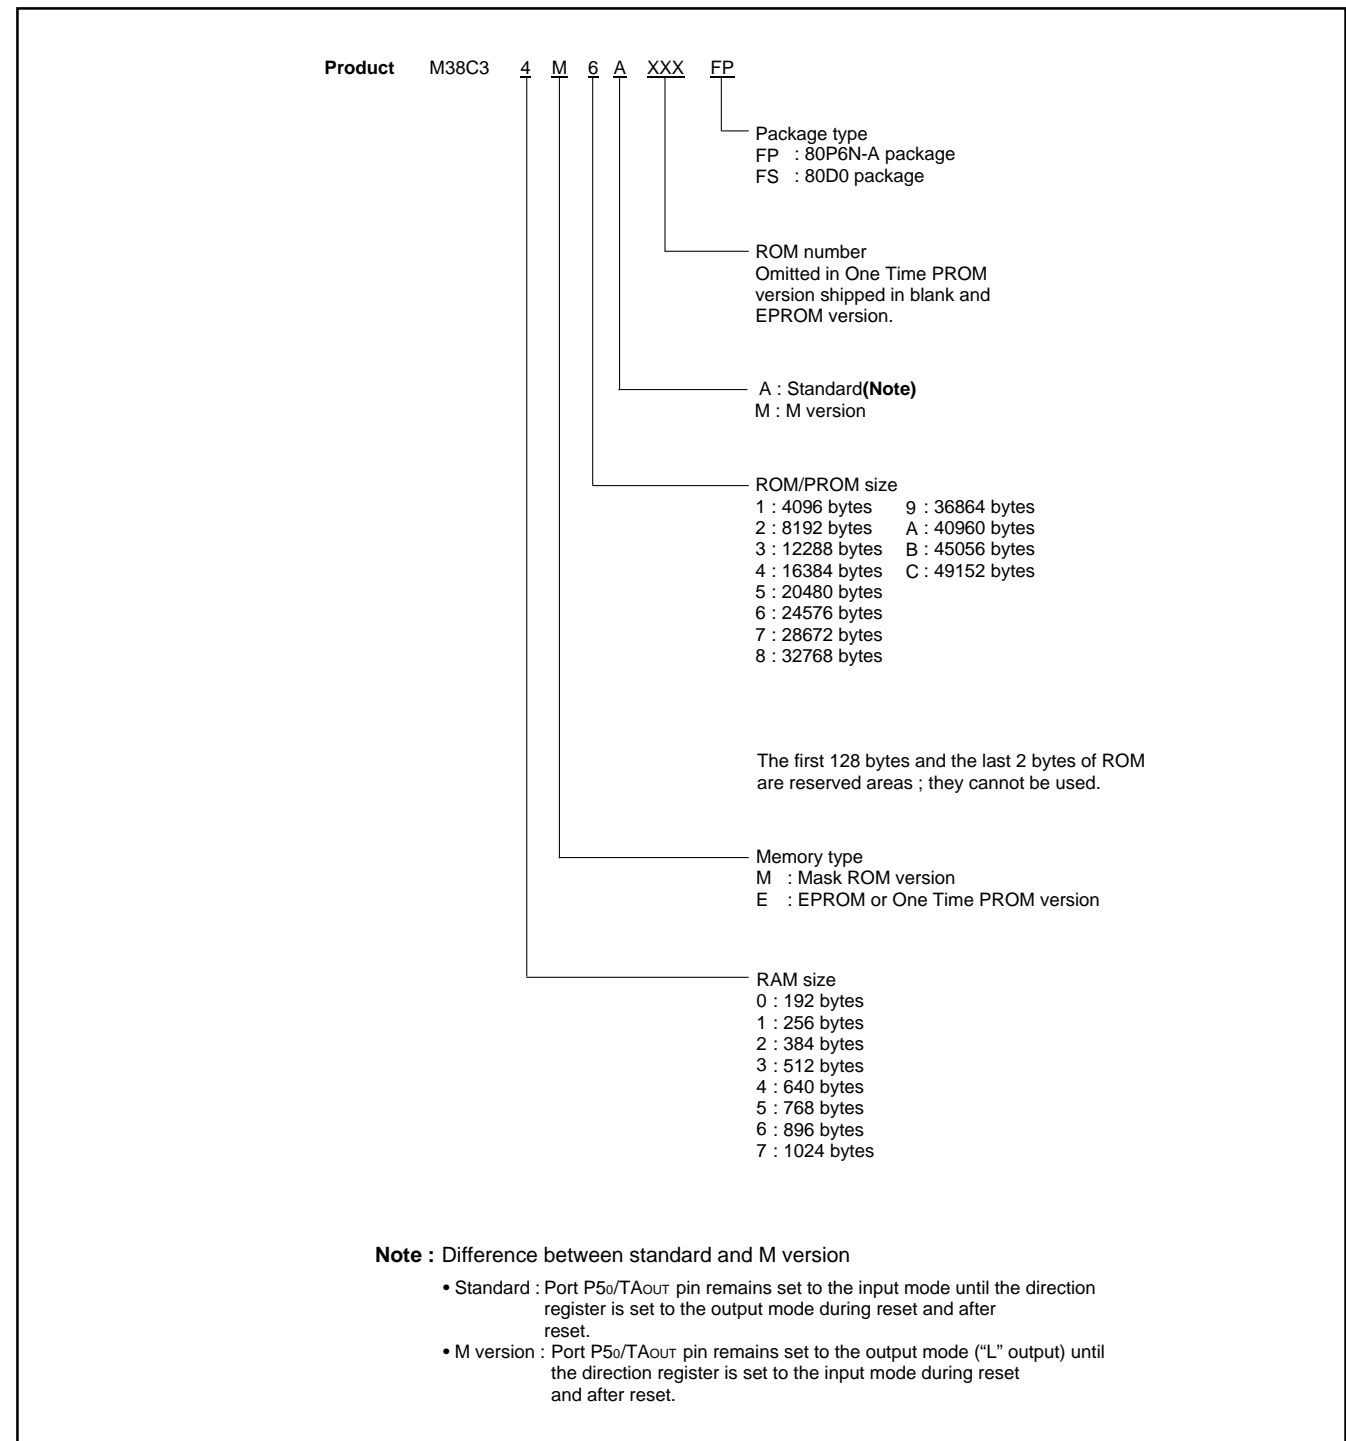 Product M38C3 4 M 6 A XXX FP
Package type
FP : 80P6N-A package
FS : 80D0 package
ROM number
Omitted in One Time PROM
version shipped in blank and
EPROM version.
A : Standard(Note)
M : M version
ROM/PROM size
1 : 4096 bytes 9 : 36864 bytes
2 : 8192 bytes A : 40960 bytes
3 : 12288 bytes B : 45056 bytes
4 : 16384 bytes C : 49152 bytes
5 : 20480 bytes
6 : 24576 bytes
7 : 28672 bytes
8 : 32768 bytes
The first 128 bytes and the last 2 bytes of ROM
are reserved areas ; they cannot be used.
Memory type
M : Mask ROM version
E : EPROM or One Time PROM version
RAM size
0 : 192 bytes
1 : 256 bytes
2 : 384 bytes
3 : 512 bytes
4 : 640 bytes
5 : 768 bytes
6 : 896 bytes
7 : 1024 bytes
Note : Difference between standard and M version
• Standard : Port P50/TAOUT pin remains set to the input mode until the direction
register is set to the output mode during reset and after
reset.
• M version : Port P50/TAOUT pin remains set to the output mode (“L” output) until
the direction register is set to the input mode during reset
and after reset.